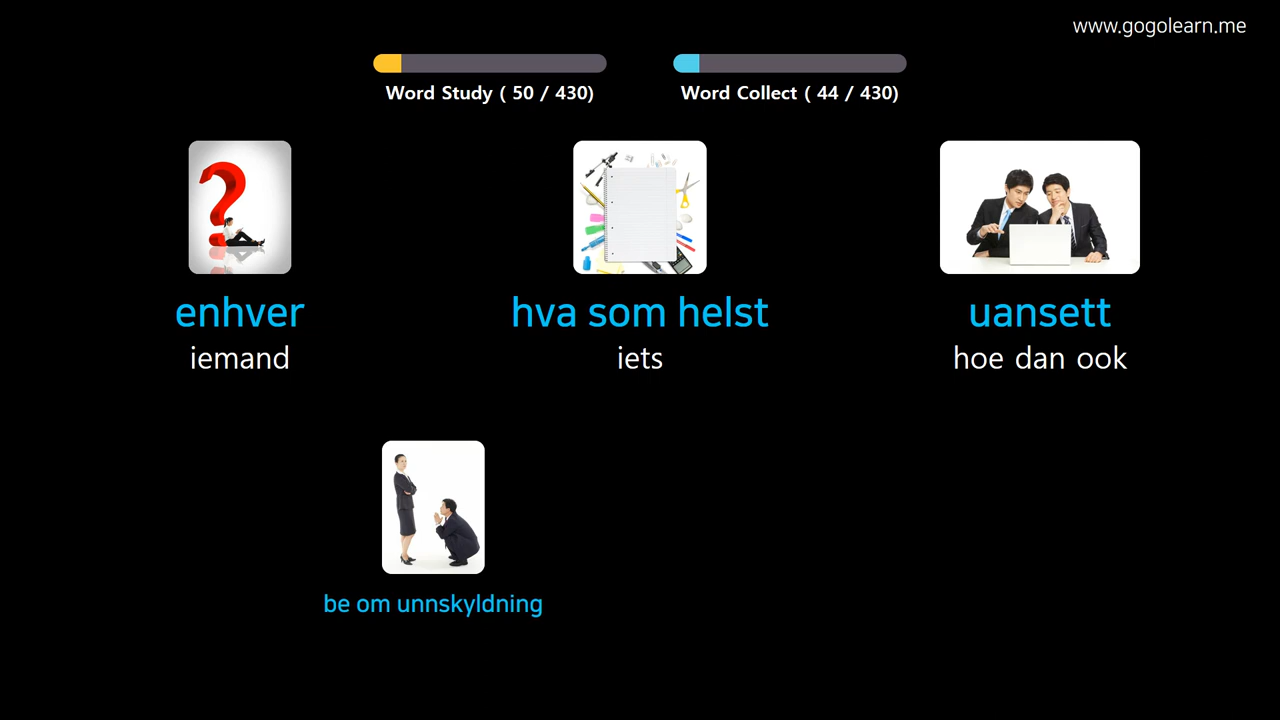 www.gogolearn.me
Word Study ( 50 / 430)
Word Collect ( 44 / 430)
enhver
iemand
hva som helst
iets
uansett
hoe dan ook
be om unnskyldning